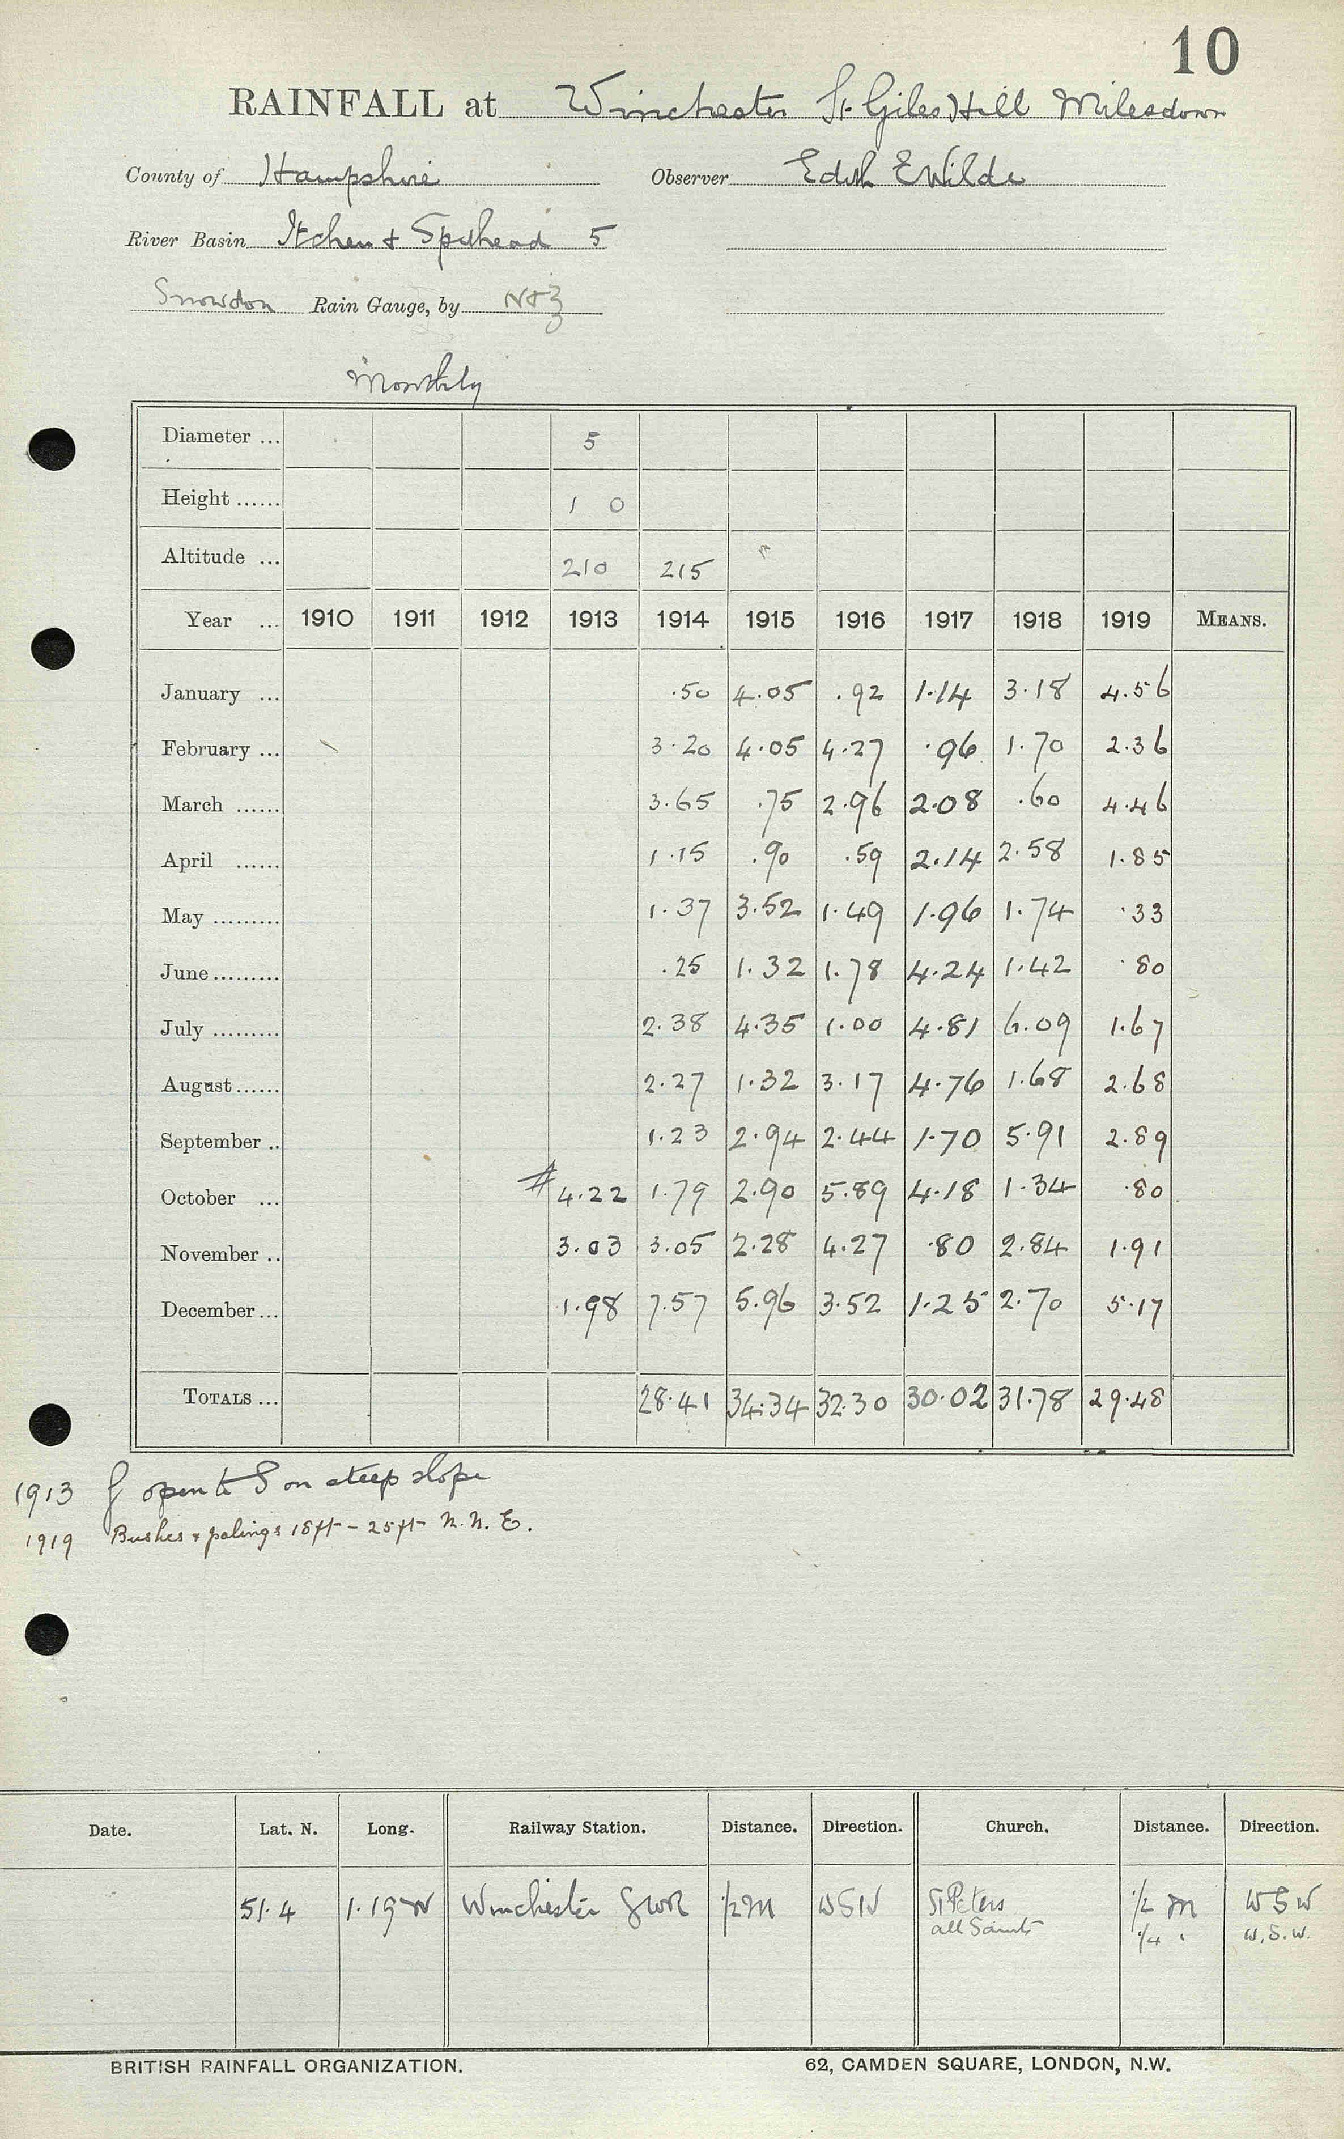 10
RAINFALL at Winchester St. Giles Hill Milesdown
County of Hampshire Observer Edith E Wilde
River Basin Itchen & Spithead 5
Snowdon Rain Gauge, by N&Z
Monthly
Diameter ... 5
Height ...... 1 0
Altitude ... 210 215
Year ... 1910 1911 1912 1913 1914 1915 1916 1917 1918 1919 MEANS.
January ... .50 4.05 .92 1.14 3.18 4.56
February ... 3.20 4.05 4.27 .96 1.70 2.36
March ...... 3.65 .75 2.96 2.08 .60 4.46
April ...... 1.15 .90 .59 2.14 2.58 1.85
May ......... 1.37 3.52 1.49 1.96 1.74 .33
June ......... .25 1.32 1.78 4.24 1.42 .80
July ......... 2.38 4.35 1.00 4.81 6.09 1.67
August ...... 2.27 1.32 3.17 4.76 1.68 2.68
September .. 1.23 2.94 2.44 1.70 5.91 2.89
October ... # 4.22 1.79 2.90 5.89 4.18 1.34 .80
November .. 3.03 3.05 2.28 4.27 .80 2.84 1.91
December ... 1.98 7.57 5.96 3.52 1.25 2.70 5.17
TOTALS ... 28.41 34.34 32.30 30.02 31.78 29.48
1913 G open to S on steep slope
1919 Bushes & palings 18ft - 25ft N.N.E.
Date. Lat. N. Long. Railway Station. Distance. Direction. Church. Distance. Direction.
51.4 1.19 W Winchester GWR 1/2 M WSW St Peters 1/2 M WSW
all Saints 1/4 " W.S.W.
BRITISH RAINFALL ORGANIZATION. 62, CAMDEN SQUARE, LONDON, N.W.